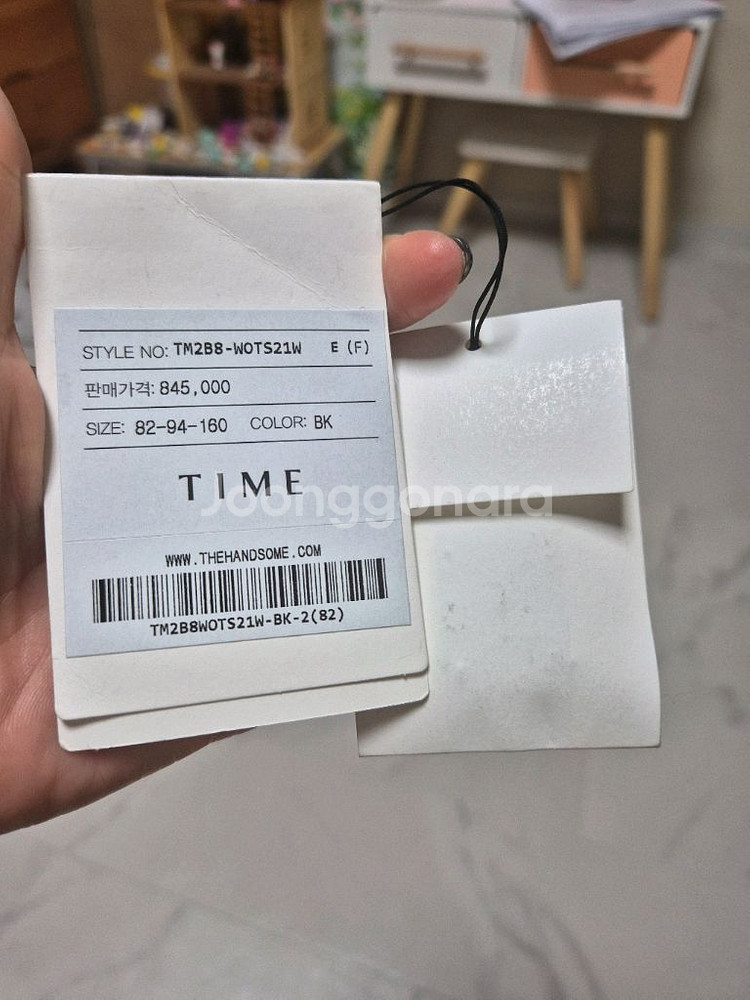 STYLE NO: TM2B8-WOTS21W E (F)
판매가격: 845,000
SIZE: 82-94-160 COLOR: BK
TIME
Joonggonara
WWW.THEHANDSOME.COM
TM2B8WOTS21W-BK-2(82)